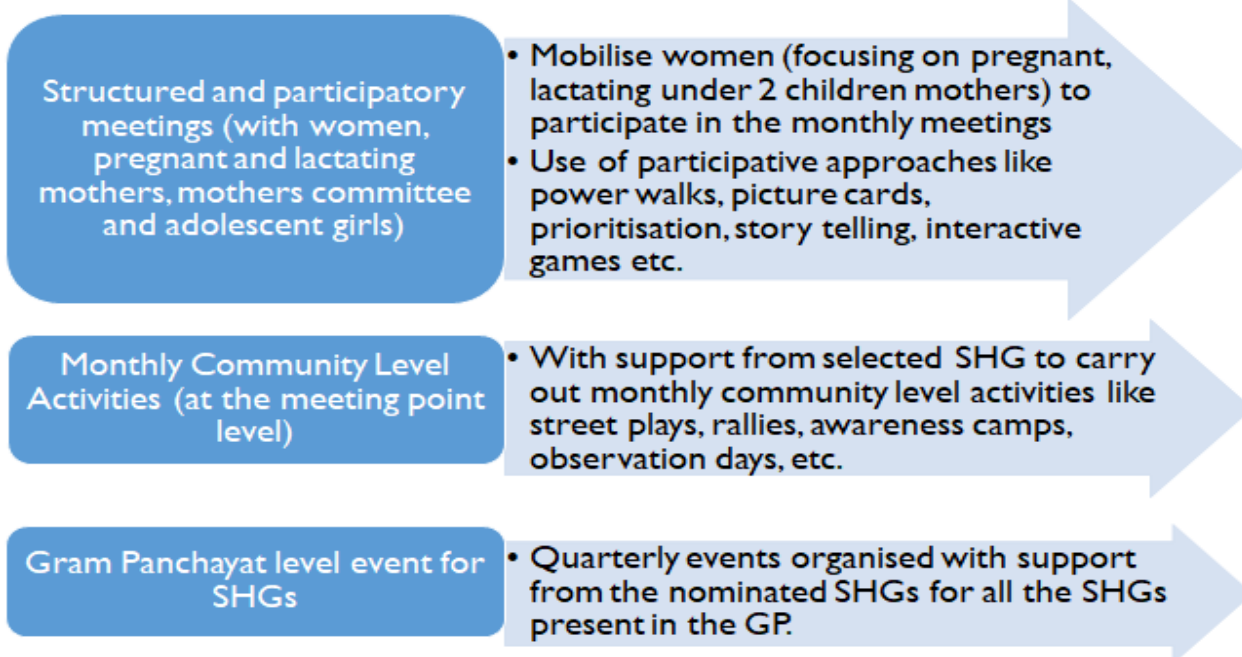 Structured and participatory
meetings (with women,
pregnant and lactating
mothers, mothers committee
and adolescent girls)
• Mobilise women (focusing on pregnant,
lactating under 2 children mothers) to
participate in the monthly meetings
• Use of participative approaches like
power walks, picture cards,
prioritisation, story telling, interactive
games etc.
Monthly Community Level
Activities (at the meeting point
level)
• With support from selected SHG to carry
out monthly community level activities like
street plays, rallies, awareness camps,
observation days, etc.
Gram Panchayat level event for
SHGs
• Quarterly events organised with support
from the nominated SHGs for all the SHGs
present in the GP.